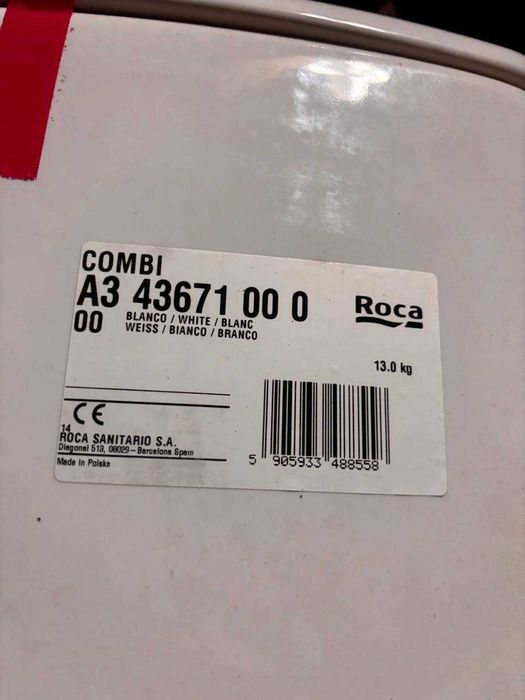 COMBI
A3 43671 00 0
00 BLANCO / WHITE / BLANC
WEISS / BIANCO / BRANCO
Roca
13.0 kg
CE
14
ROCA SANITARIO S.A.
Diagonal 513, 08029 – Barcelona Spain
Made in Polska
5 905933 488558